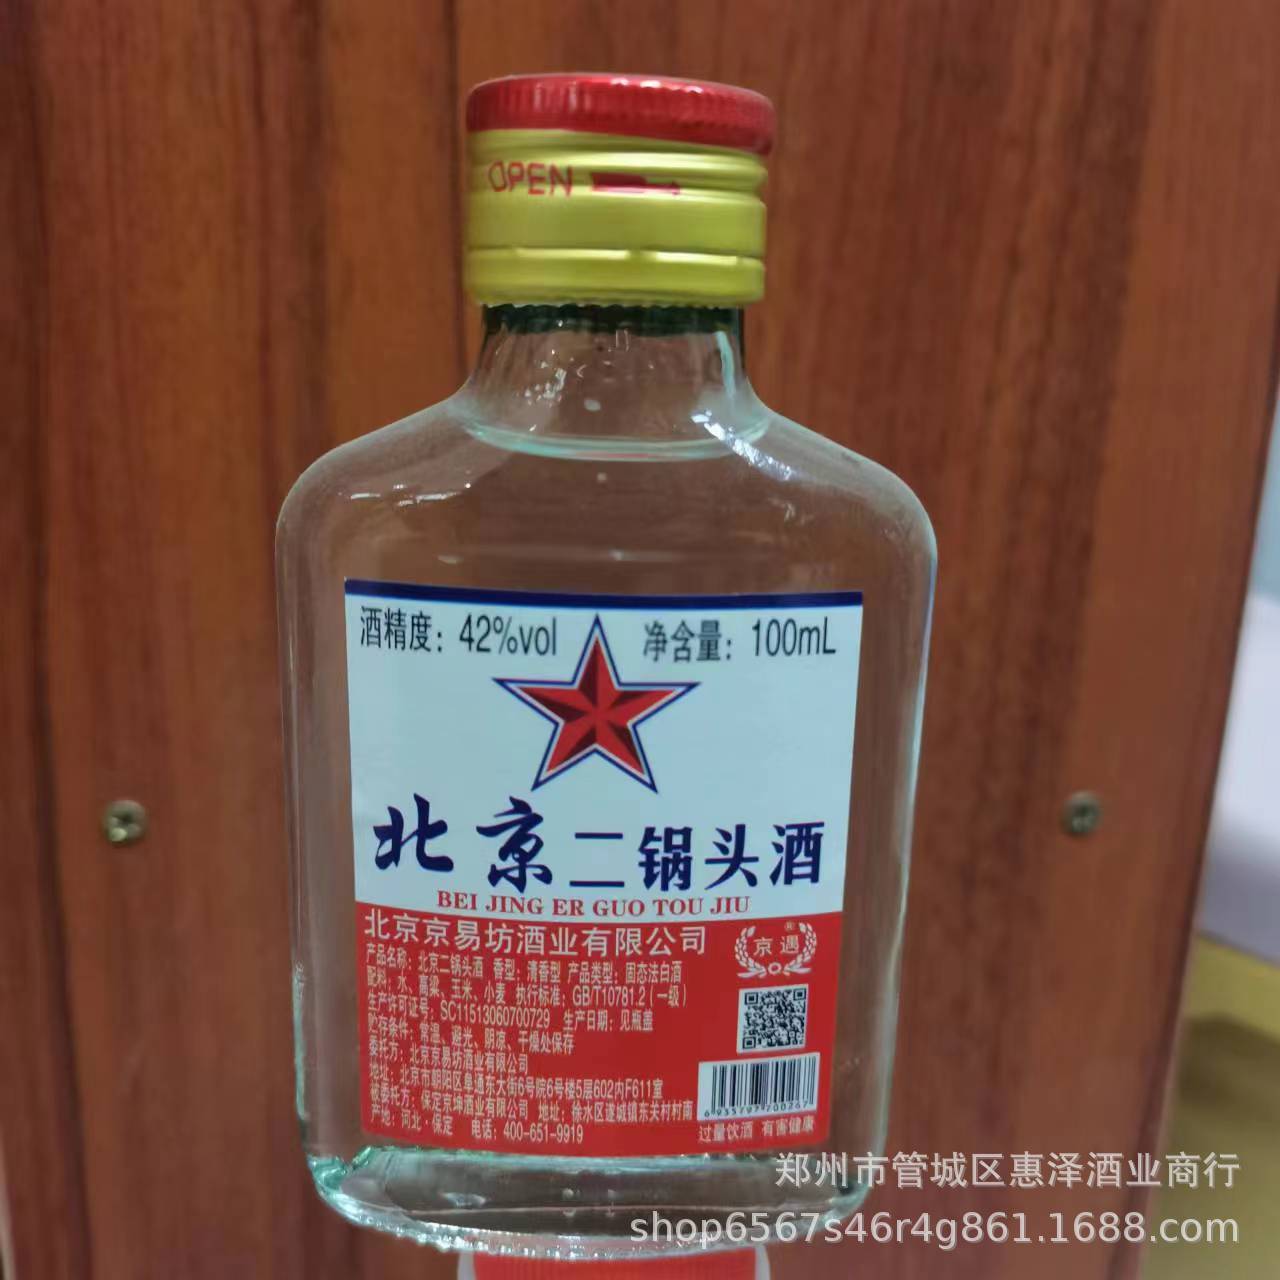 OPEN
酒精度：42%vol 净含量：100mL
北京二锅头酒
BEI JING ER GUO TOU JIU
北京京易坊酒业有限公司
京遇®
产品名称：北京二锅头酒 香型：清香型 产品类型：固态法白酒
配料：水、高粱、玉米、小麦 执行标准：GB/T10781.2（一级）
生产许可证号：SC11513060700729 生产日期：见瓶盖
贮存条件：常温、避光、阴凉、干燥处保存
委托方：北京京易坊酒业有限公司
地址：北京市朝阳区阜通东大街6号院6号楼5层602内F611室
被委托方：保定京坤酒业有限公司 地址：徐水区遂城镇东关村村南
产地：河北·保定 电话：400-651-9919
6935797700267
过量饮酒 有害健康
郑州市管城区惠泽酒业商行
shop6567s46r4g861.1688.com